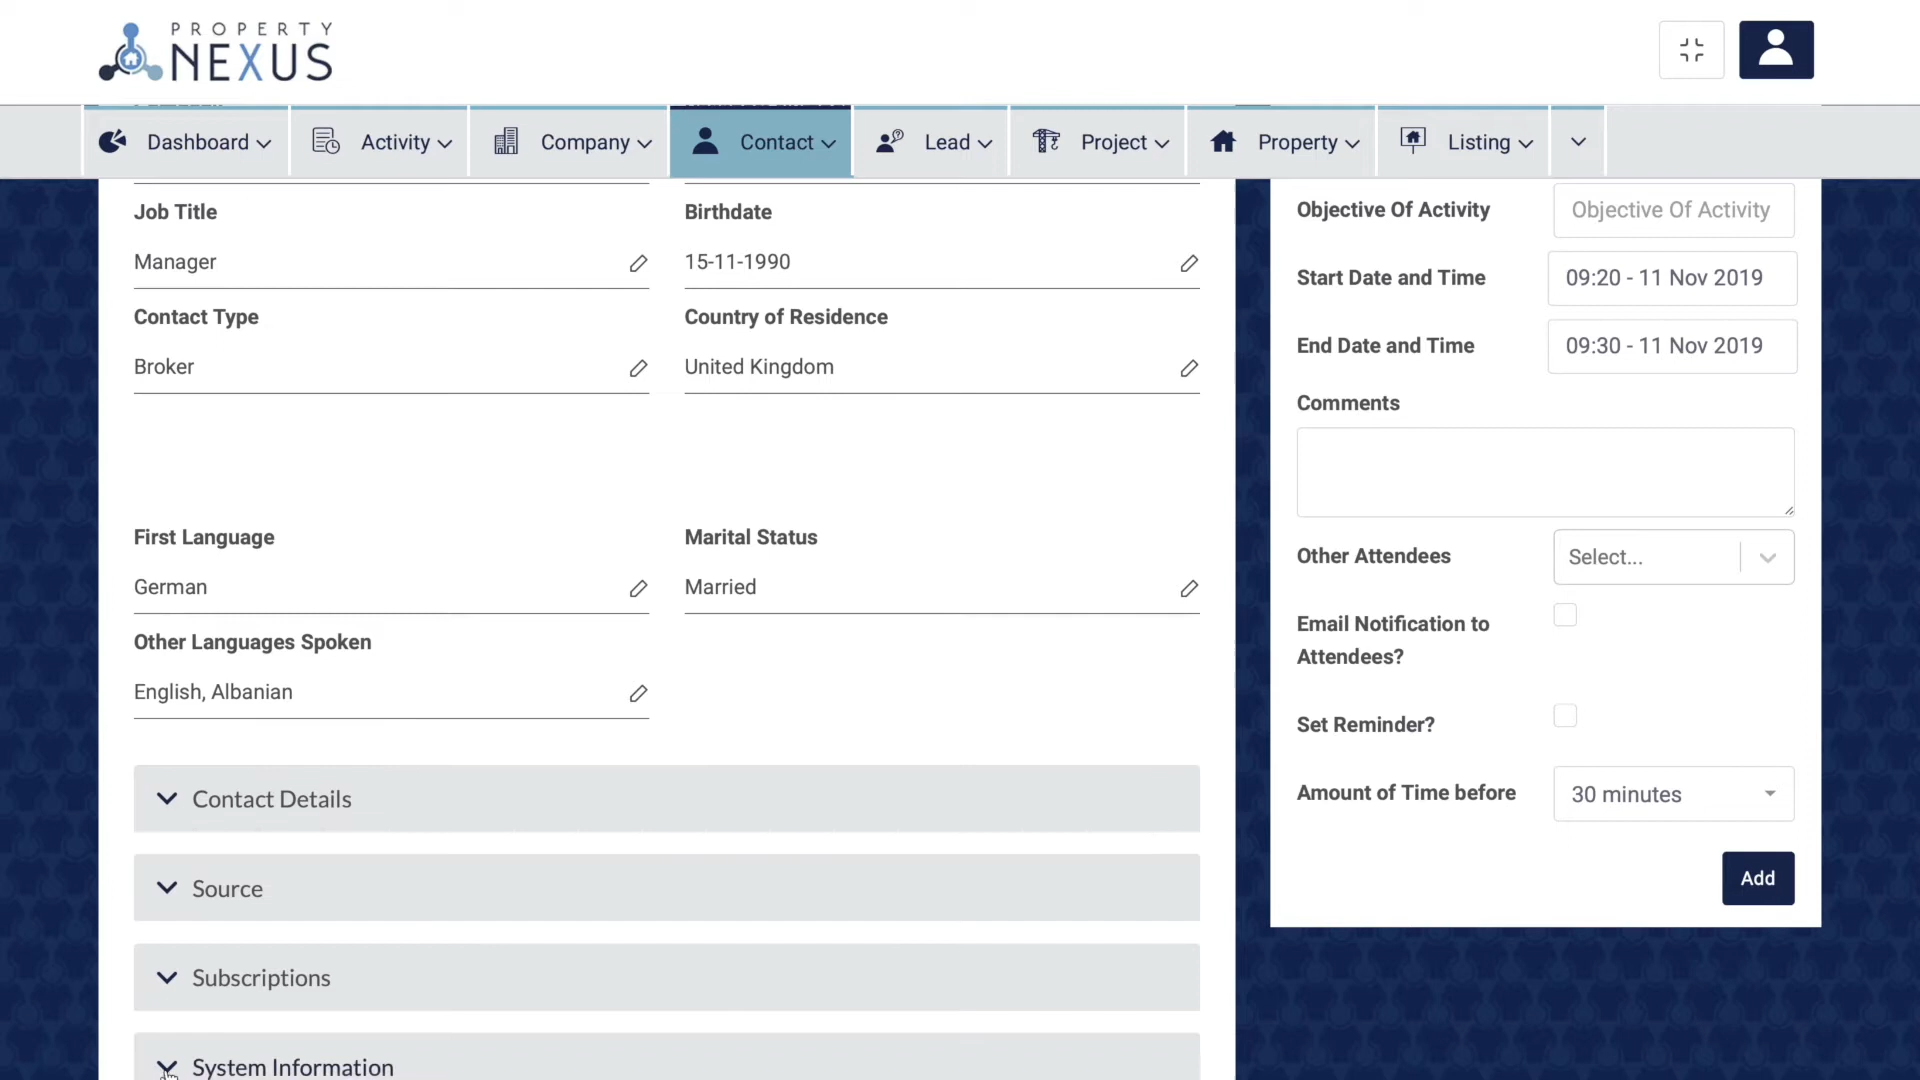 PROPERTY
NEXUS
Dashboard
Activity
Company
Contact
Lead
Project
Property
Listing
Job Title
Birthdate
Manager
15-11-1990
Contact Type
Country of Residence
Broker
United Kingdom
First Language
Marital Status
German
Married
Other Languages Spoken
English, Albanian
Contact Details
Source
Subscriptions
System Information
Objective Of Activity
Objective Of Activity
Start Date and Time
09:20 - 11 Nov 2019
End Date and Time
09:30 - 11 Nov 2019
Comments
Other Attendees
Select...
Email Notification to
Attendees?
Set Reminder?
Amount of Time before
30 minutes
Add